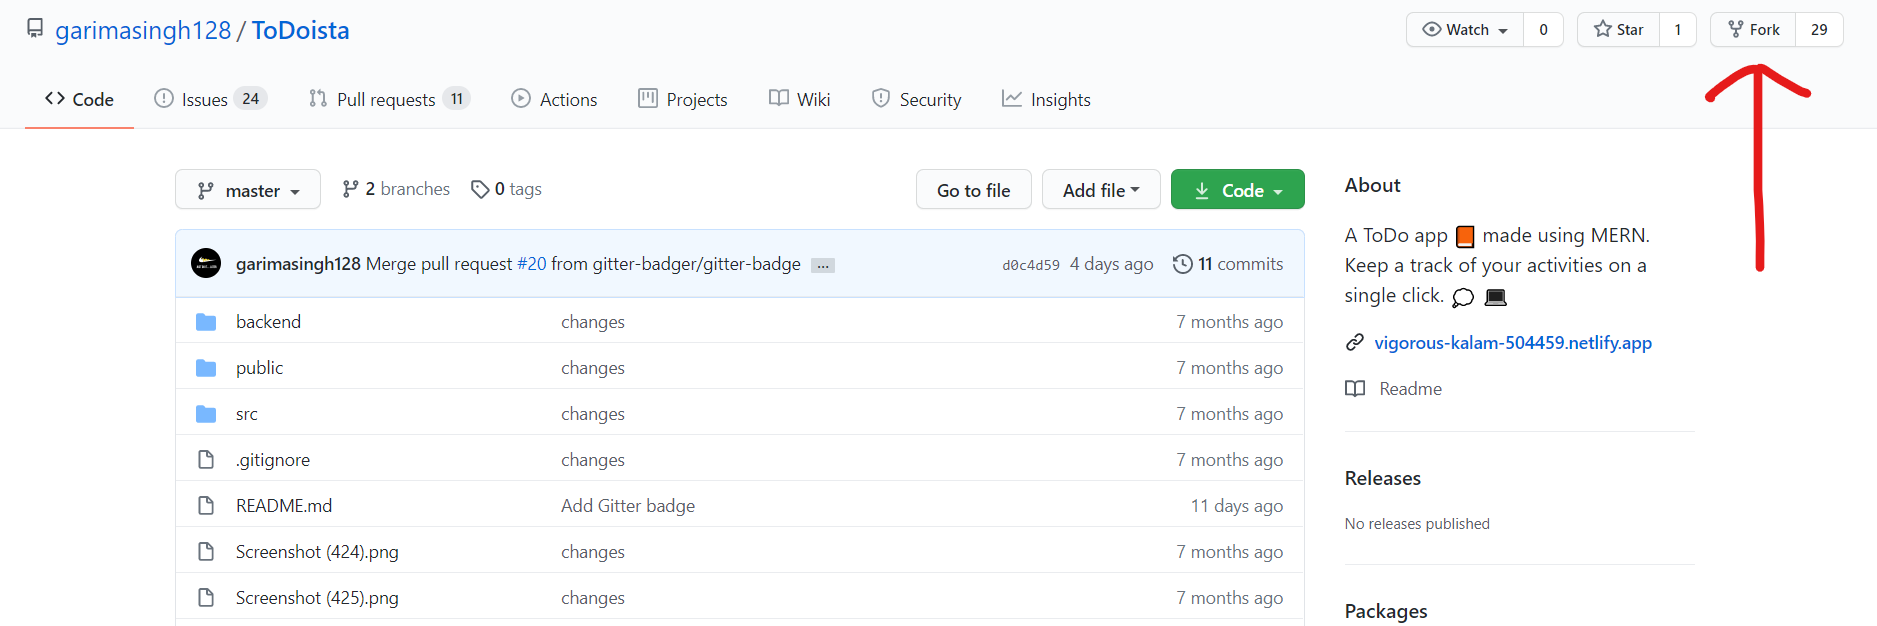 garimasingh128 / ToDoista
Watch 0 Star 1 Fork 29
Code Issues 24 Pull requests 11 Actions Projects Wiki Security Insights
master 2 branches 0 tags Go to file Add file Code
garimasingh128 Merge pull request #20 from gitter-badger/gitter-badge ... d0c4d59 4 days ago 11 commits
backend changes 7 months ago
public changes 7 months ago
src changes 7 months ago
.gitignore changes 7 months ago
README.md Add Gitter badge 11 days ago
Screenshot (424).png changes 7 months ago
Screenshot (425).png changes 7 months ago
About
A ToDo app 📙 made using MERN.
Keep a track of your activities on a
single click. 💭 💻
vigorous-kalam-504459.netlify.app
Readme
Releases
No releases published
Packages